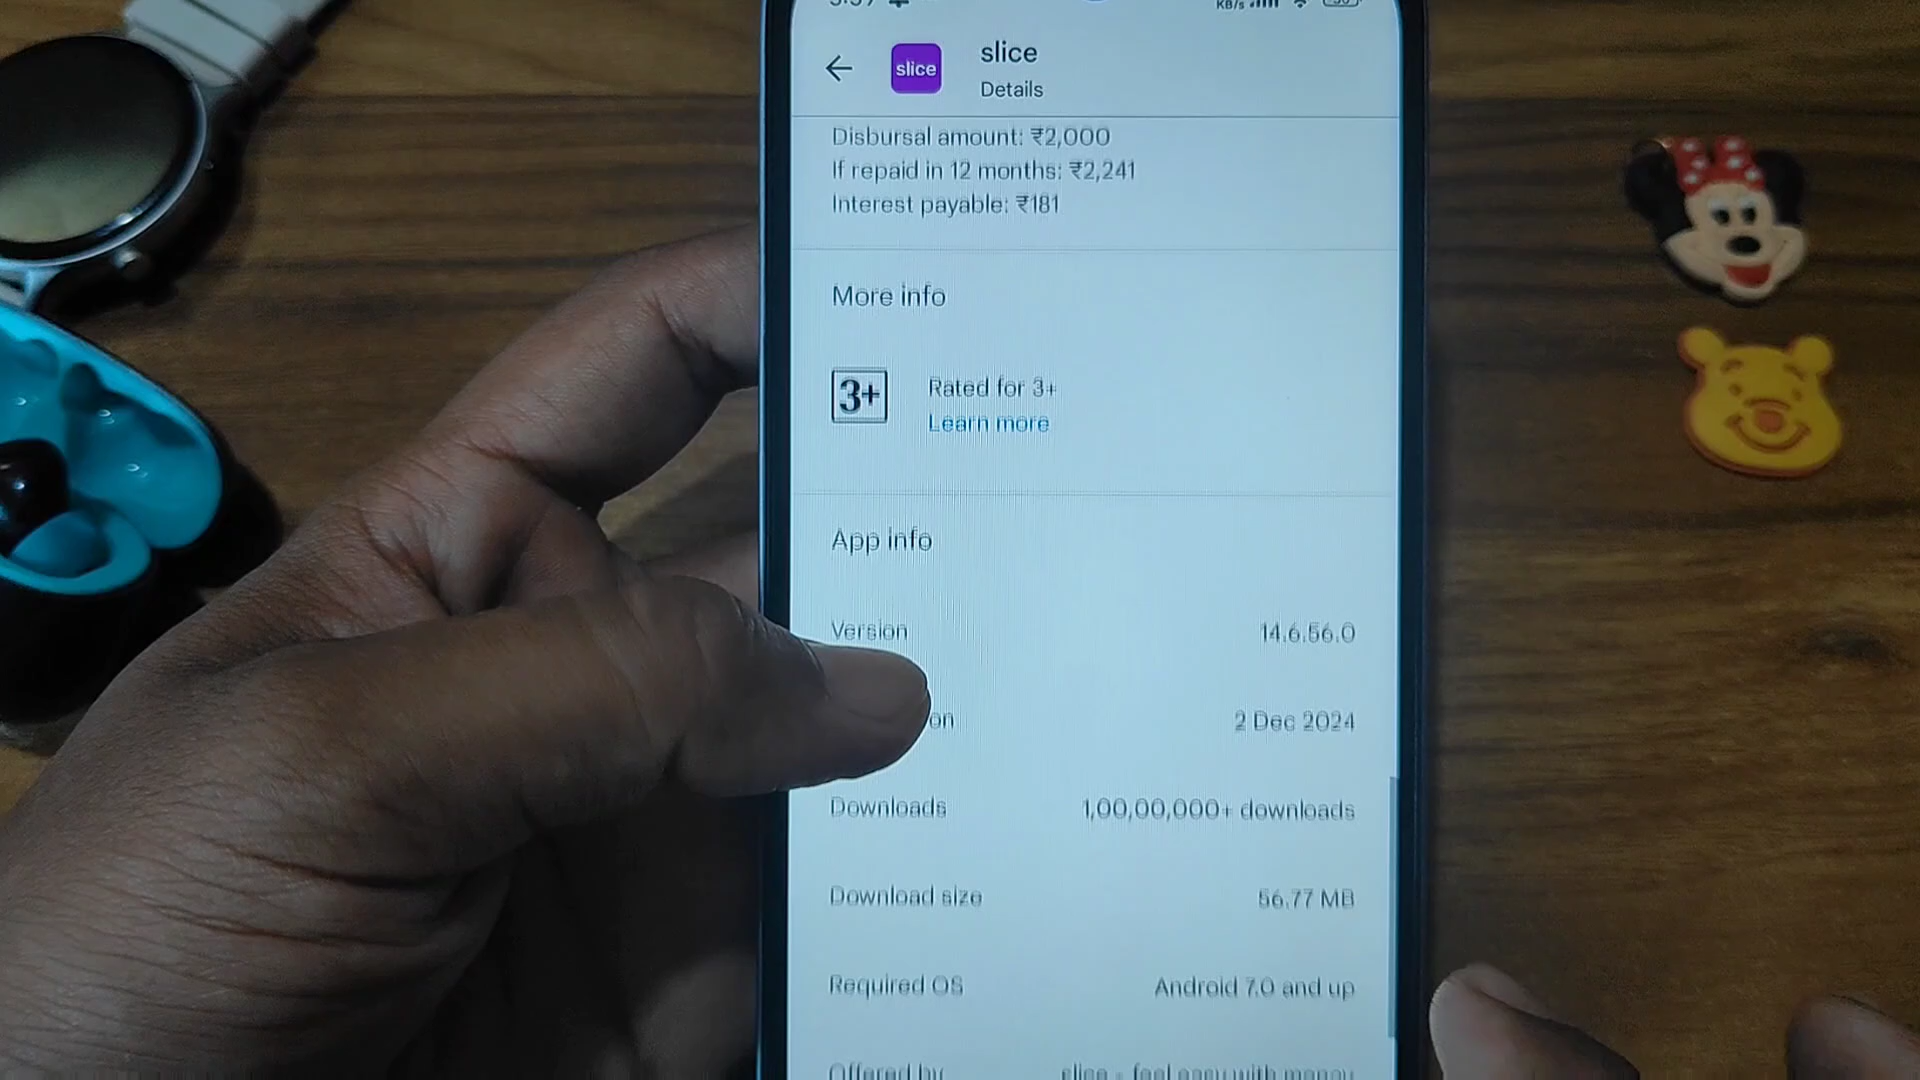 KB/s
slice
slice
Details
Disbursal amount: ₹2,000
If repaid in 12 months: ₹2,241
Interest payable: ₹181
More info
3+
Rated for 3+
Learn more
App info
Version 14.6.56.0
on 2 Dec 2024
Downloads 1,00,00,000+ downloads
Download size 56.77 MB
Required OS Android 7.0 and up
Offered by slice - feel easy with money